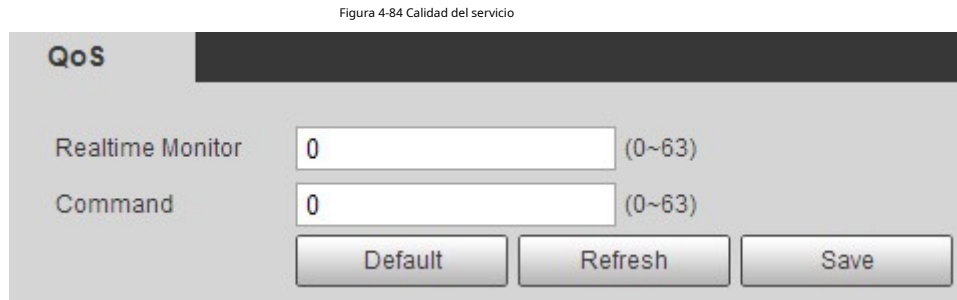 Figura 4-84 Calidad del servicio
QoS
Realtime Monitor 0 (0~63)
Command 0 (0~63)
Default Refresh Save